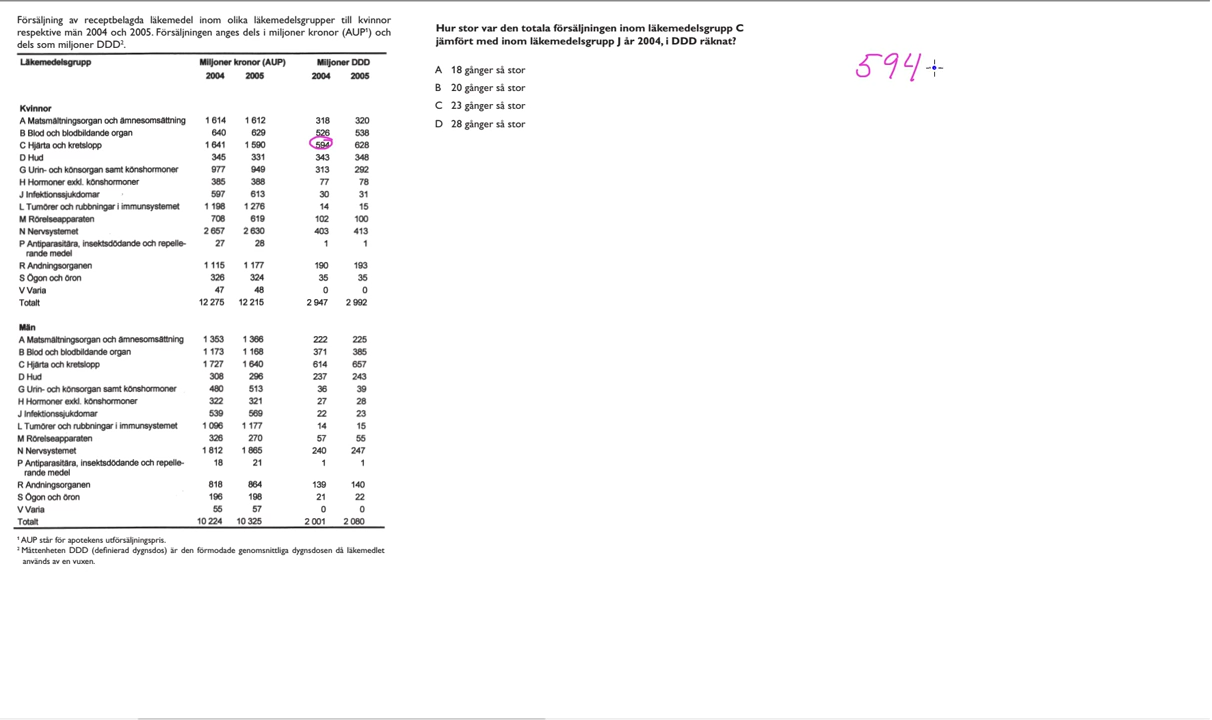 Försäljning av receptbelagda läkemedel inom olika läkemedelsgrupper till kvinnor
respektive män 2004 och 2005. Försäljningen anges dels i miljoner kronor (AUP¹) och
dels som miljoner DDD².
Läkemedelsgrupp Miljoner kronor (AUP) Miljoner DDD
2004 2005 2004 2005
Kvinnor
A Matsmältningsorgan och ämnesomsättning 1 614 1 612 318 320
B Blod och blodbildande organ 640 629 526 538
C Hjärta och kretslopp 1 641 1 590 594 628
D Hud 345 331 343 348
G Urin- och könsorgan samt könshormoner 977 949 313 292
H Hormoner exkl. könshormoner 385 388 77 78
J Infektionssjukdomar 597 613 30 31
L Tumörer och rubbningar i immunsystemet 1 198 1 276 14 15
M Rörelseapparaten 708 619 102 100
N Nervsystemet 2 657 2 630 403 413
P Antiparasitära, insektsdödande och repelle- 27 28 1 1
rande medel
R Andningsorganen 1 115 1 177 190 193
S Ögon och öron 326 324 35 35
V Varia 47 48 0 0
Totalt 12 275 12 215 2 947 2 992
Män
A Matsmältningsorgan och ämnesomsättning 1 353 1 366 222 225
B Blod och blodbildande organ 1 173 1 168 371 385
C Hjärta och kretslopp 1 727 1 640 614 657
D Hud 308 296 237 243
G Urin- och könsorgan samt könshormoner 480 513 36 39
H Hormoner exkl. könshormoner 322 321 27 28
J Infektionssjukdomar 539 569 22 23
L Tumörer och rubbningar i immunsystemet 1 096 1 177 14 15
M Rörelseapparaten 326 270 57 55
N Nervsystemet 1 812 1 865 240 247
P Antiparasitära, insektsdödande och repelle- 18 21 1 1
rande medel
R Andningsorganen 818 864 139 140
S Ögon och öron 196 198 21 22
V Varia 55 57 0 0
Totalt 10 224 10 325 2 001 2 080
¹ AUP står för apotekens utförsäljningspris.
² Måttenheten DDD (definierad dygnsdos) är den förmodade genomsnittliga dygnsdosen då läkemedlet
används av en vuxen.
Hur stor var den totala försäljningen inom läkemedelsgrupp C
jämfört med inom läkemedelsgrupp J år 2004, i DDD räknat?
A 18 gånger så stor
B 20 gånger så stor
C 23 gånger så stor
D 28 gånger så stor
594